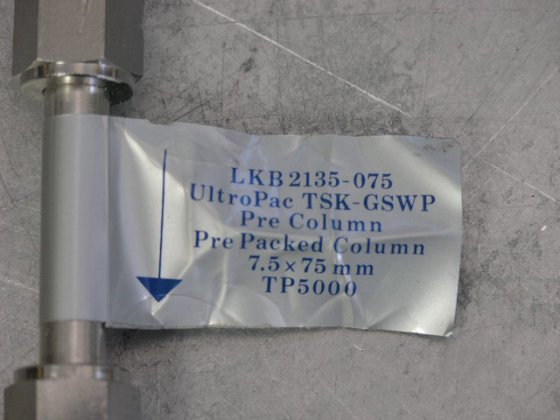 LKB 2135-075
UltroPac TSK-GSWP
Pre Column
Pre Packed Column
7.5 × 75 mm
TP5000